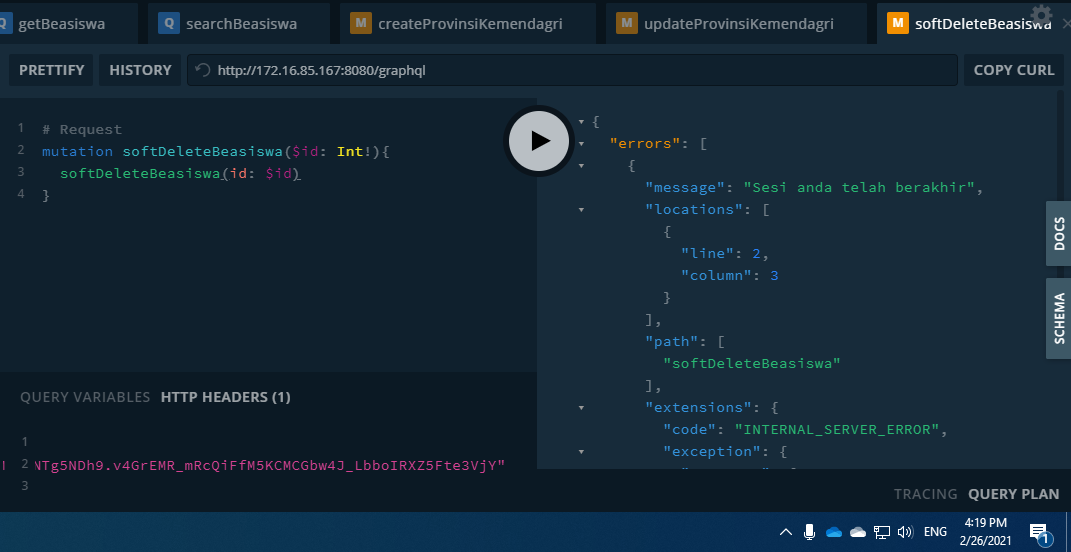 Q getBeasiswa
Q searchBeasiswa
M createProvinsiKemendagri
M updateProvinsiKemendagri
M softDeleteBeasiswa
PRETTIFY
HISTORY
http://172.16.85.167:8080/graphql
COPY CURL
1 # Request
2 mutation softDeleteBeasiswa($id: Int!){
3 softDeleteBeasiswa(id: $id)
4 }
{
"errors": [
{
"message": "Sesi anda telah berakhir",
"locations": [
{
"line": 2,
"column": 3
}
],
"path": [
"softDeleteBeasiswa"
],
"extensions": {
"code": "INTERNAL_SERVER_ERROR",
"exception": {
DOCS
SCHEMA
QUERY VARIABLES HTTP HEADERS (1)
1
2 NTg5NDh9.v4GrEMR_mRcQiFfM5KCMCGbw4J_LbboIRXZ5Fte3VjY"
3
TRACING QUERY PLAN
ENG
4:19 PM
2/26/2021
1